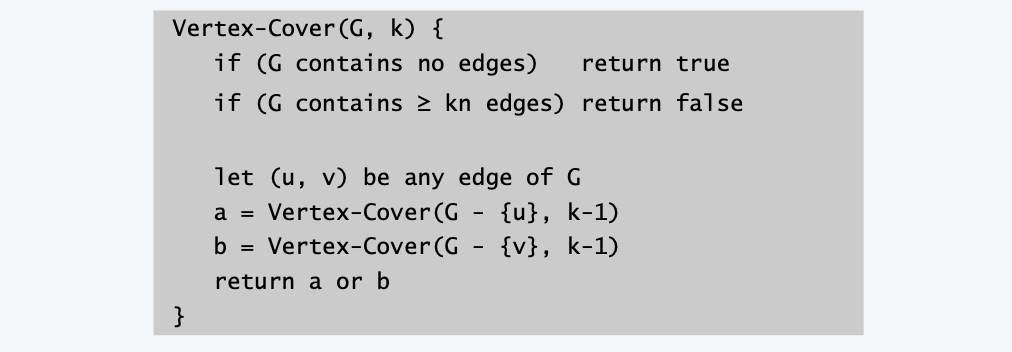 Vertex-Cover(G, k) {
if (G contains no edges) return true
if (G contains ≥ kn edges) return false
let (u, v) be any edge of G
a = Vertex-Cover(G - {u}, k-1)
b = Vertex-Cover(G - {v}, k-1)
return a or b
}